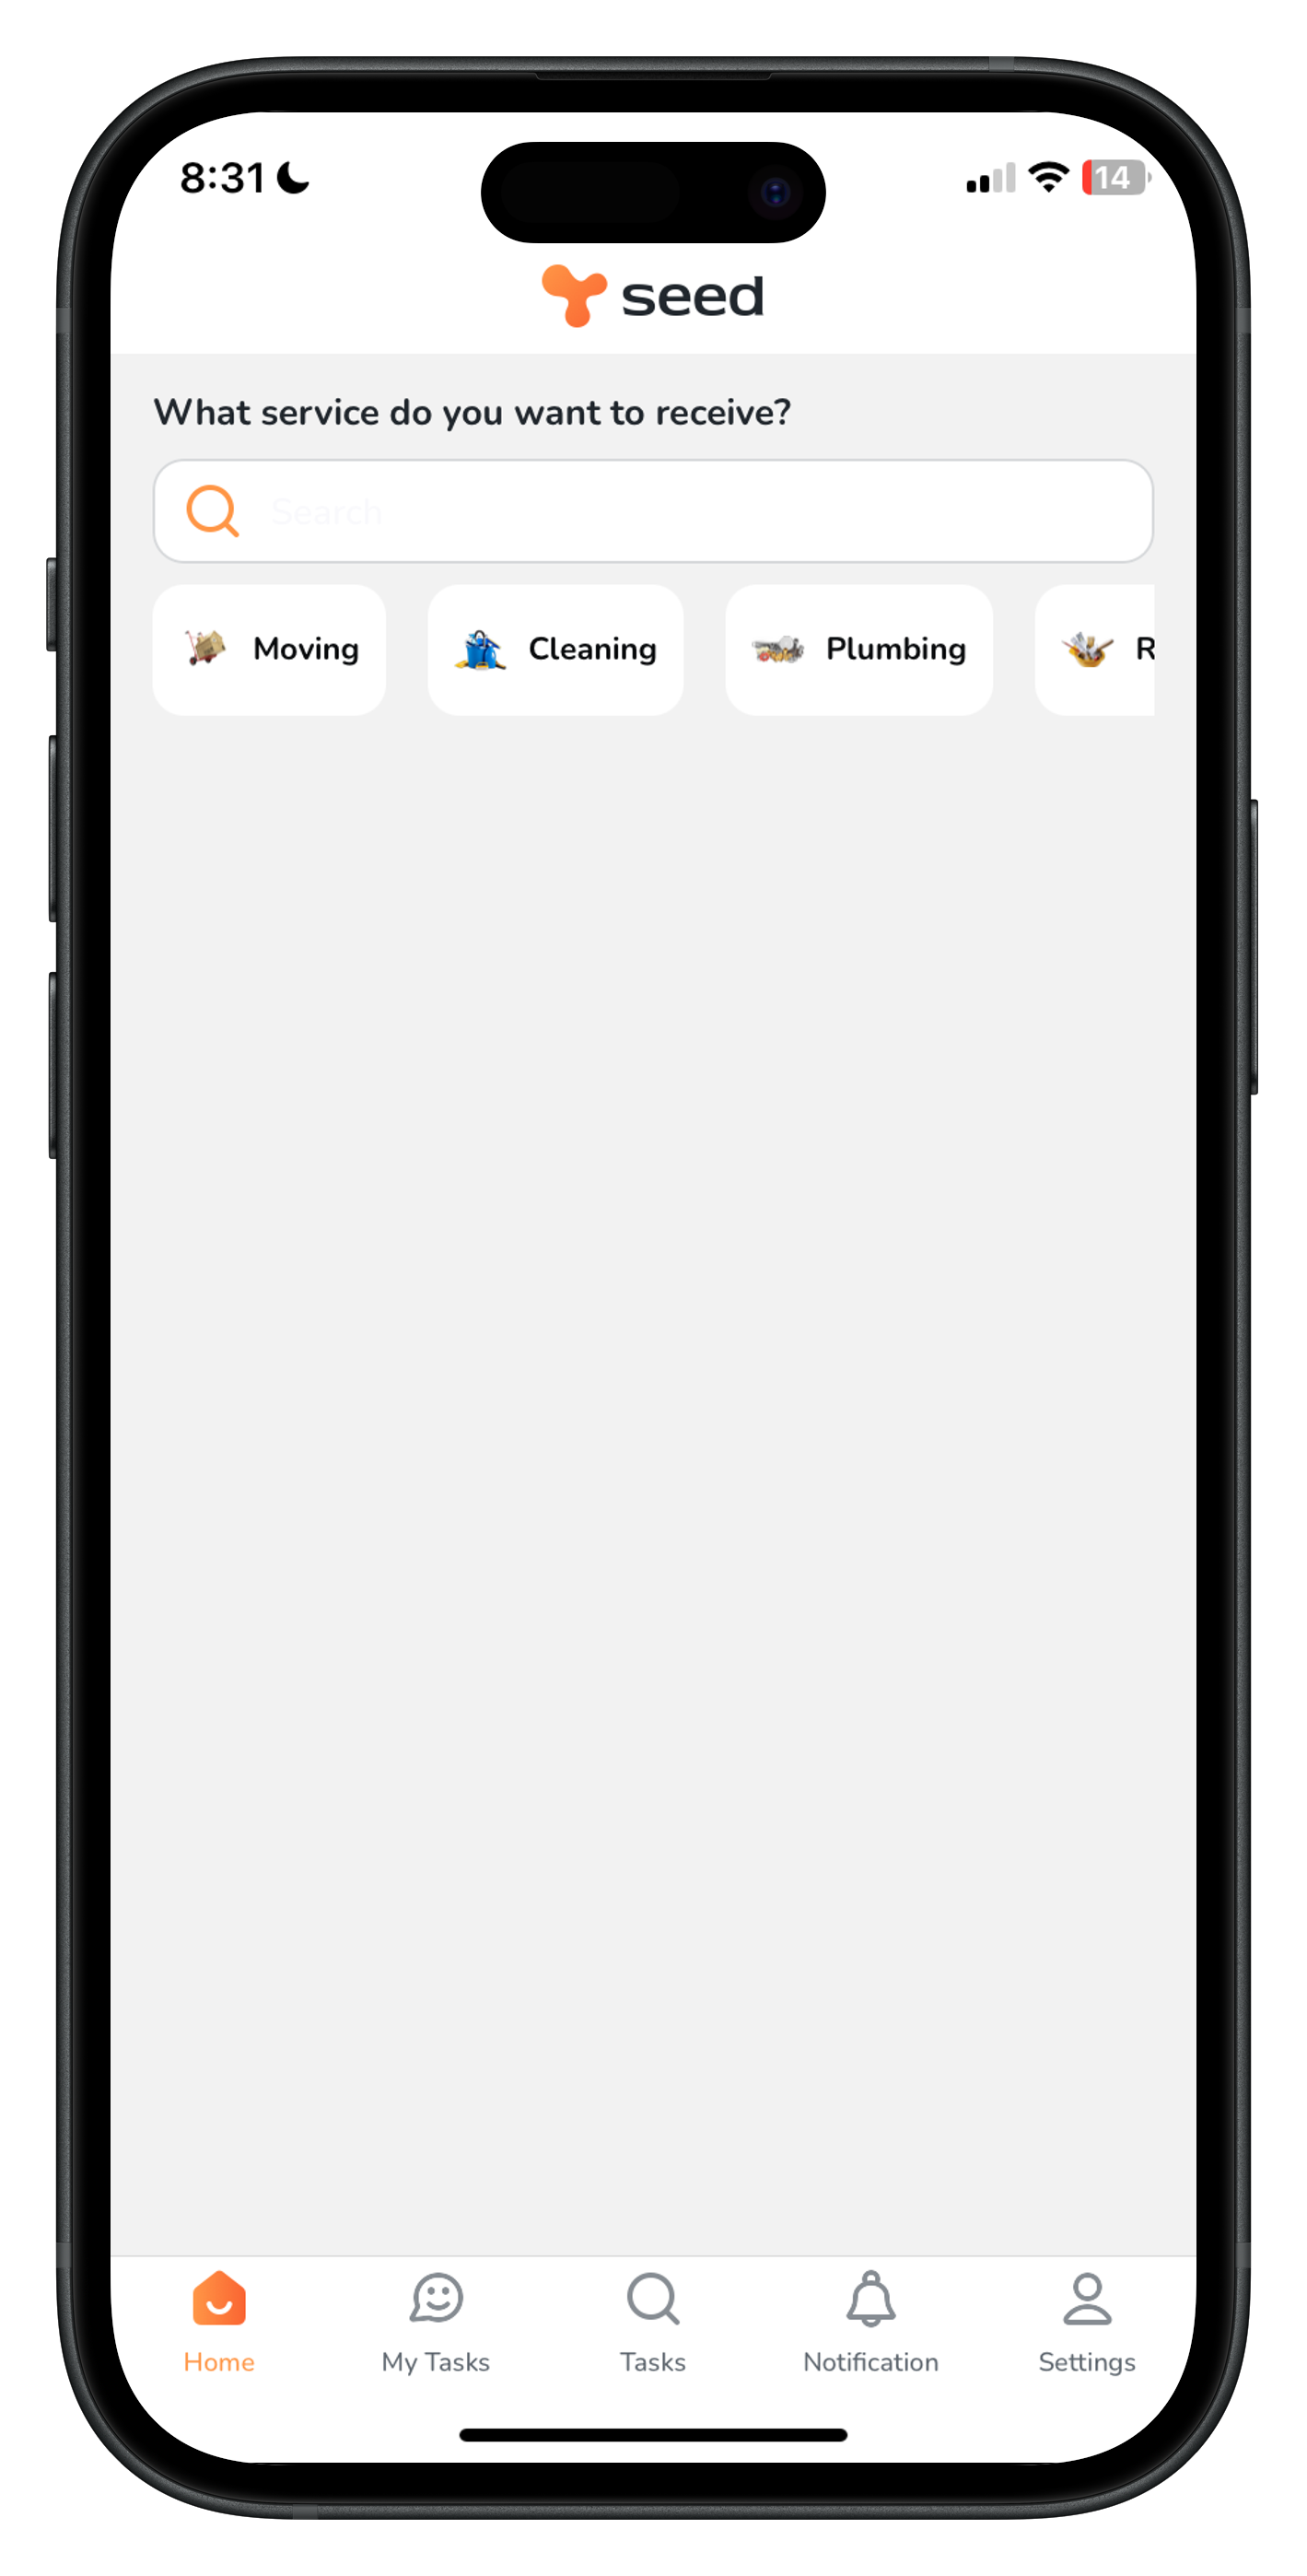 8:31
14
seed
What service do you want to receive?
Search
Moving
Cleaning
Plumbing
R
Home
My Tasks
Tasks
Notification
Settings